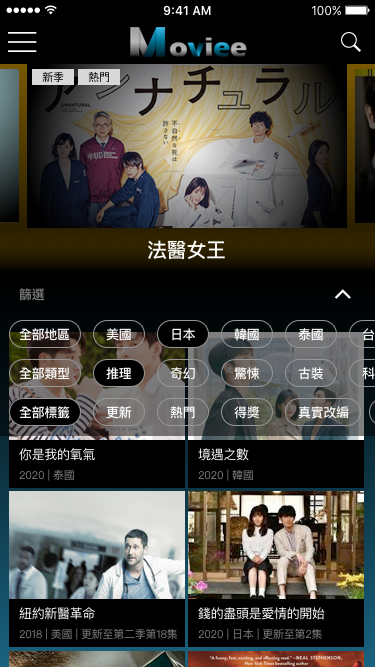 9:41 AM
100%
Moviee
新季
熱門
アンナチュラル
UNNATURAL
不自然な死は
許さない
法醫女王
篩選
全部地區
美國
日本
韓國
泰國
台
全部類型
推理
奇幻
驚悚
古裝
科
全部標籤
更新
熱門
得獎
真實改編
你是我的氧氣
2020 | 泰國
境遇之數
2020 | 韓國
紐約新醫革命
2018 | 美國 | 更新至第二季第18集
錢的盡頭是愛情的開始
2020 | 日本 | 更新至第2集
"A funny, fast, and very smart" —NEAL STEPHENSON,